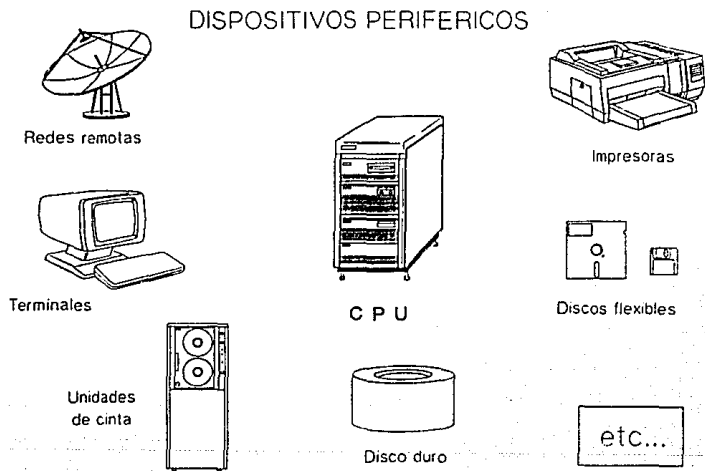 DISPOSITIVOS PERIFERICOS
Redes remotas
Impresoras
Terminales
C P U
Discos flexibles
Unidades
de cinta
Disco duro
etc...